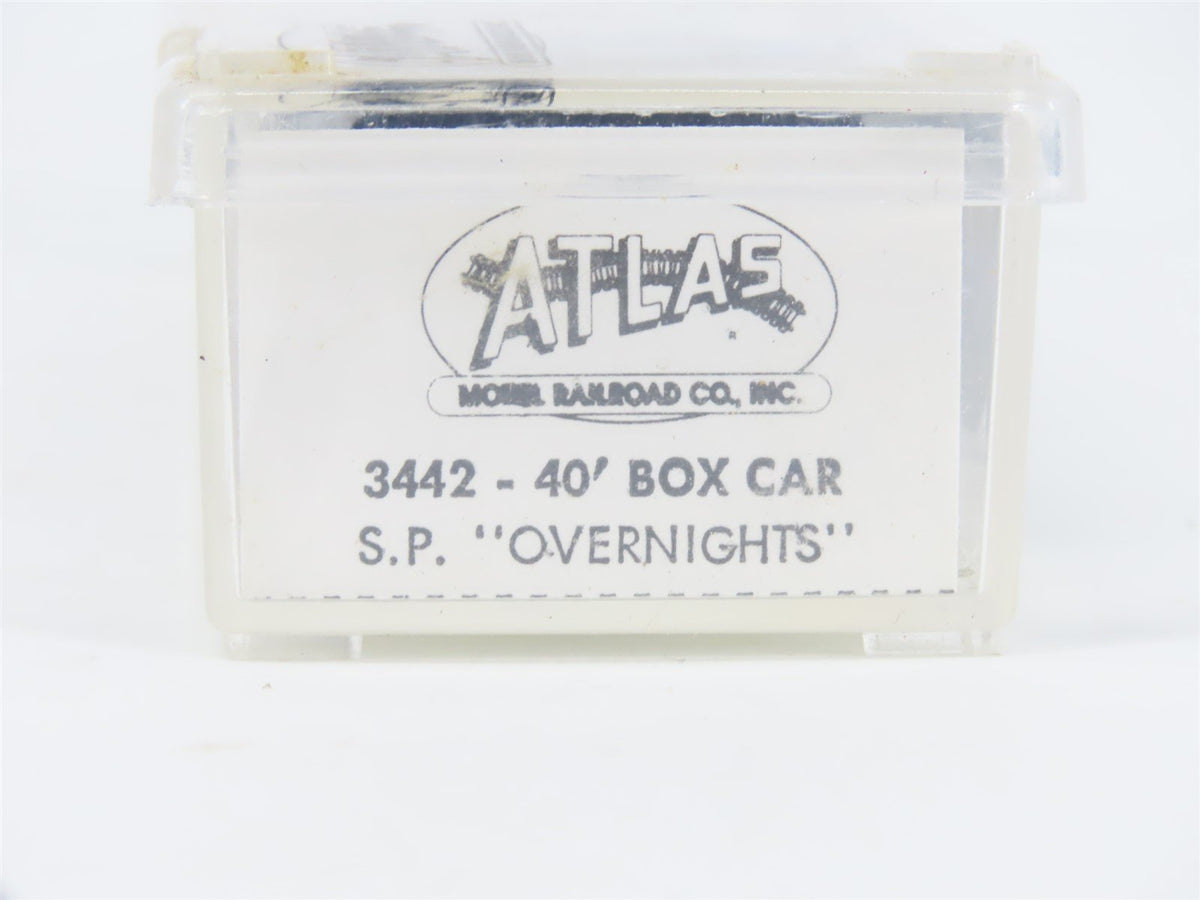 ATLAS
®
MODEL RAILROAD CO., INC.
3442 - 40' BOX CAR
S.P. "OVERNIGHTS"